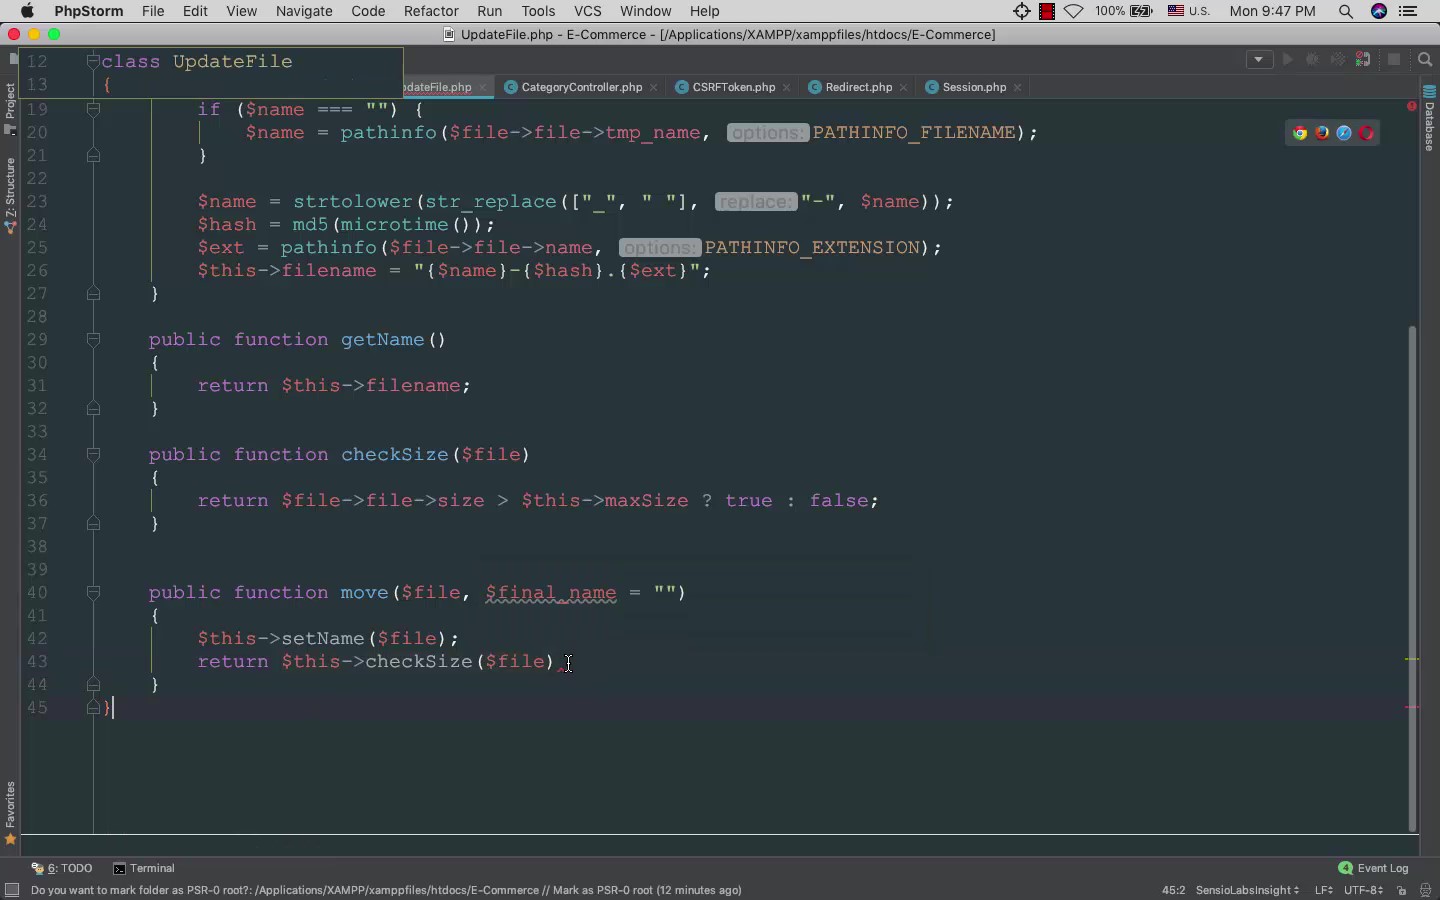 PhpStorm File Edit View Navigate Code Refactor Run Tools VCS Window Help 100% U.S. Mon 9:47 PM
UpdateFile.php - E-Commerce - [/Applications/XAMPP/xamppfiles/htdocs/E-Commerce]
pdateFile.php CategoryController.php CSRFToken.php Redirect.php Session.php
Project
Z: Structure
Favorites
Database
12 class UpdateFile
13 {
19 if ($name === "") {
20 $name = pathinfo($file->file->tmp_name, options: PATHINFO_FILENAME);
21 }
22
23 $name = strtolower(str_replace(["_", " "], replace: "-", $name));
24 $hash = md5(microtime());
25 $ext = pathinfo($file->file->name, options: PATHINFO_EXTENSION);
26 $this->filename = "{$name}-{$hash}.{$ext}";
27 }
28
29 public function getName()
30 {
31 return $this->filename;
32 }
33
34 public function checkSize($file)
35 {
36 return $file->file->size > $this->maxSize ? true : false;
37 }
38
39
40 public function move($file, $final_name = "")
41 {
42 $this->setName($file);
43 return $this->checkSize($file)
44 }
45 }
6: TODO Terminal 4 Event Log
Do you want to mark folder as PSR-0 root?: /Applications/XAMPP/xamppfiles/htdocs/E-Commerce // Mark as PSR-0 root (12 minutes ago) 45:2 SensioLabsInsight LF UTF-8